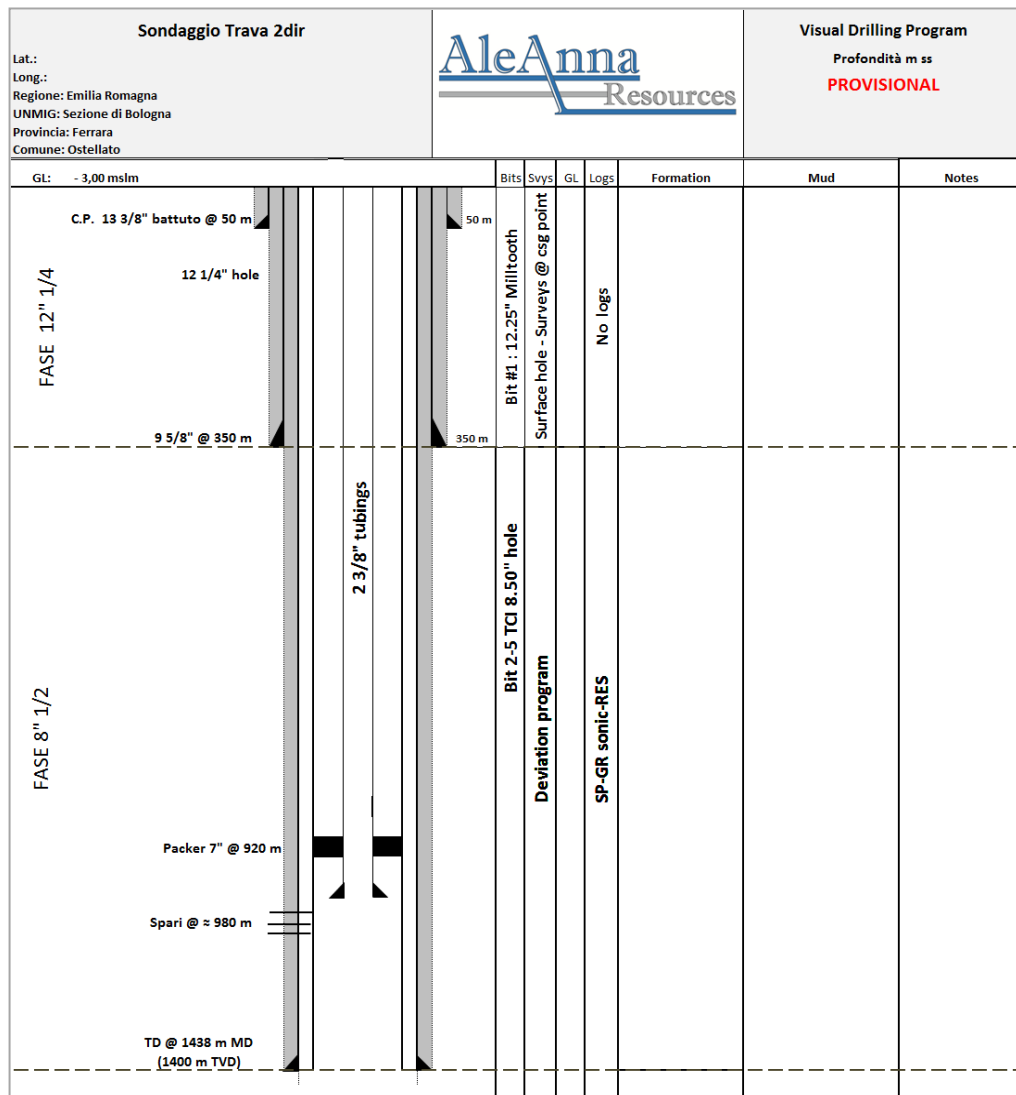 Sondaggio Trava 2dir
Lat.:
Long.:
Regione: Emilia Romagna
UNMIG: Sezione di Bologna
Provincia: Ferrara
Comune: Ostellato
AleAnna
Resources
Visual Drilling Program
Profondità m ss
PROVISIONAL
GL: - 3,00 mslm
Bits
Svys
GL
Logs
Formation
Mud
Notes
C.P. 13 3/8" battuto @ 50 m
50 m
12 1/4" hole
FASE 12" 1/4
9 5/8" @ 350 m
350 m
Bit #1 : 12.25" Milltooth
Surface hole - Surveys @ csg point
No logs
2 3/8" tubings
Bit 2-5 TCI 8.50" hole
Deviation program
SP-GR sonic-RES
FASE 8" 1/2
Packer 7" @ 920 m
Spari @ ≈ 980 m
TD @ 1438 m MD
(1400 m TVD)